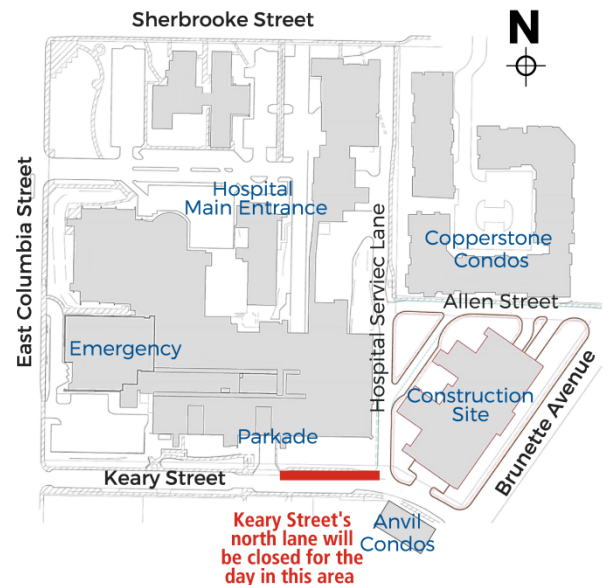 Sherbrooke Street
N
East Columbia Street
Hospital
Main Entrance
Hospital Serviec Lane
Copperstone
Condos
Allen Street
Emergency
Construction
Site
Brunette Avenue
Parkade
Keary Street
Keary Street's
north lane will
be closed for the
day in this area
Anvil
Condos